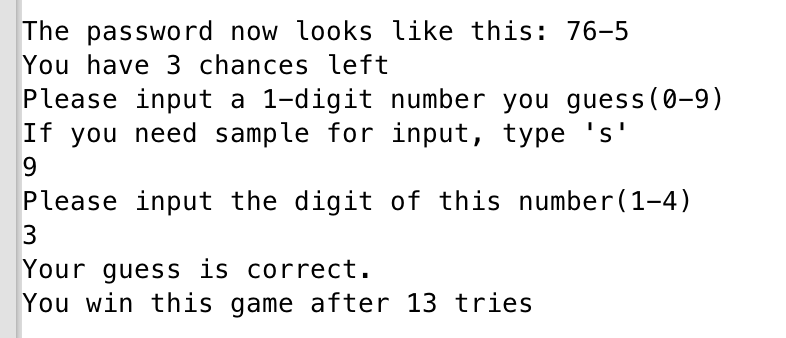 The password now looks like this: 76-5
You have 3 chances left
Please input a 1-digit number you guess(0-9)
If you need sample for input, type 's'
9
Please input the digit of this number(1-4)
3
Your guess is correct.
You win this game after 13 tries